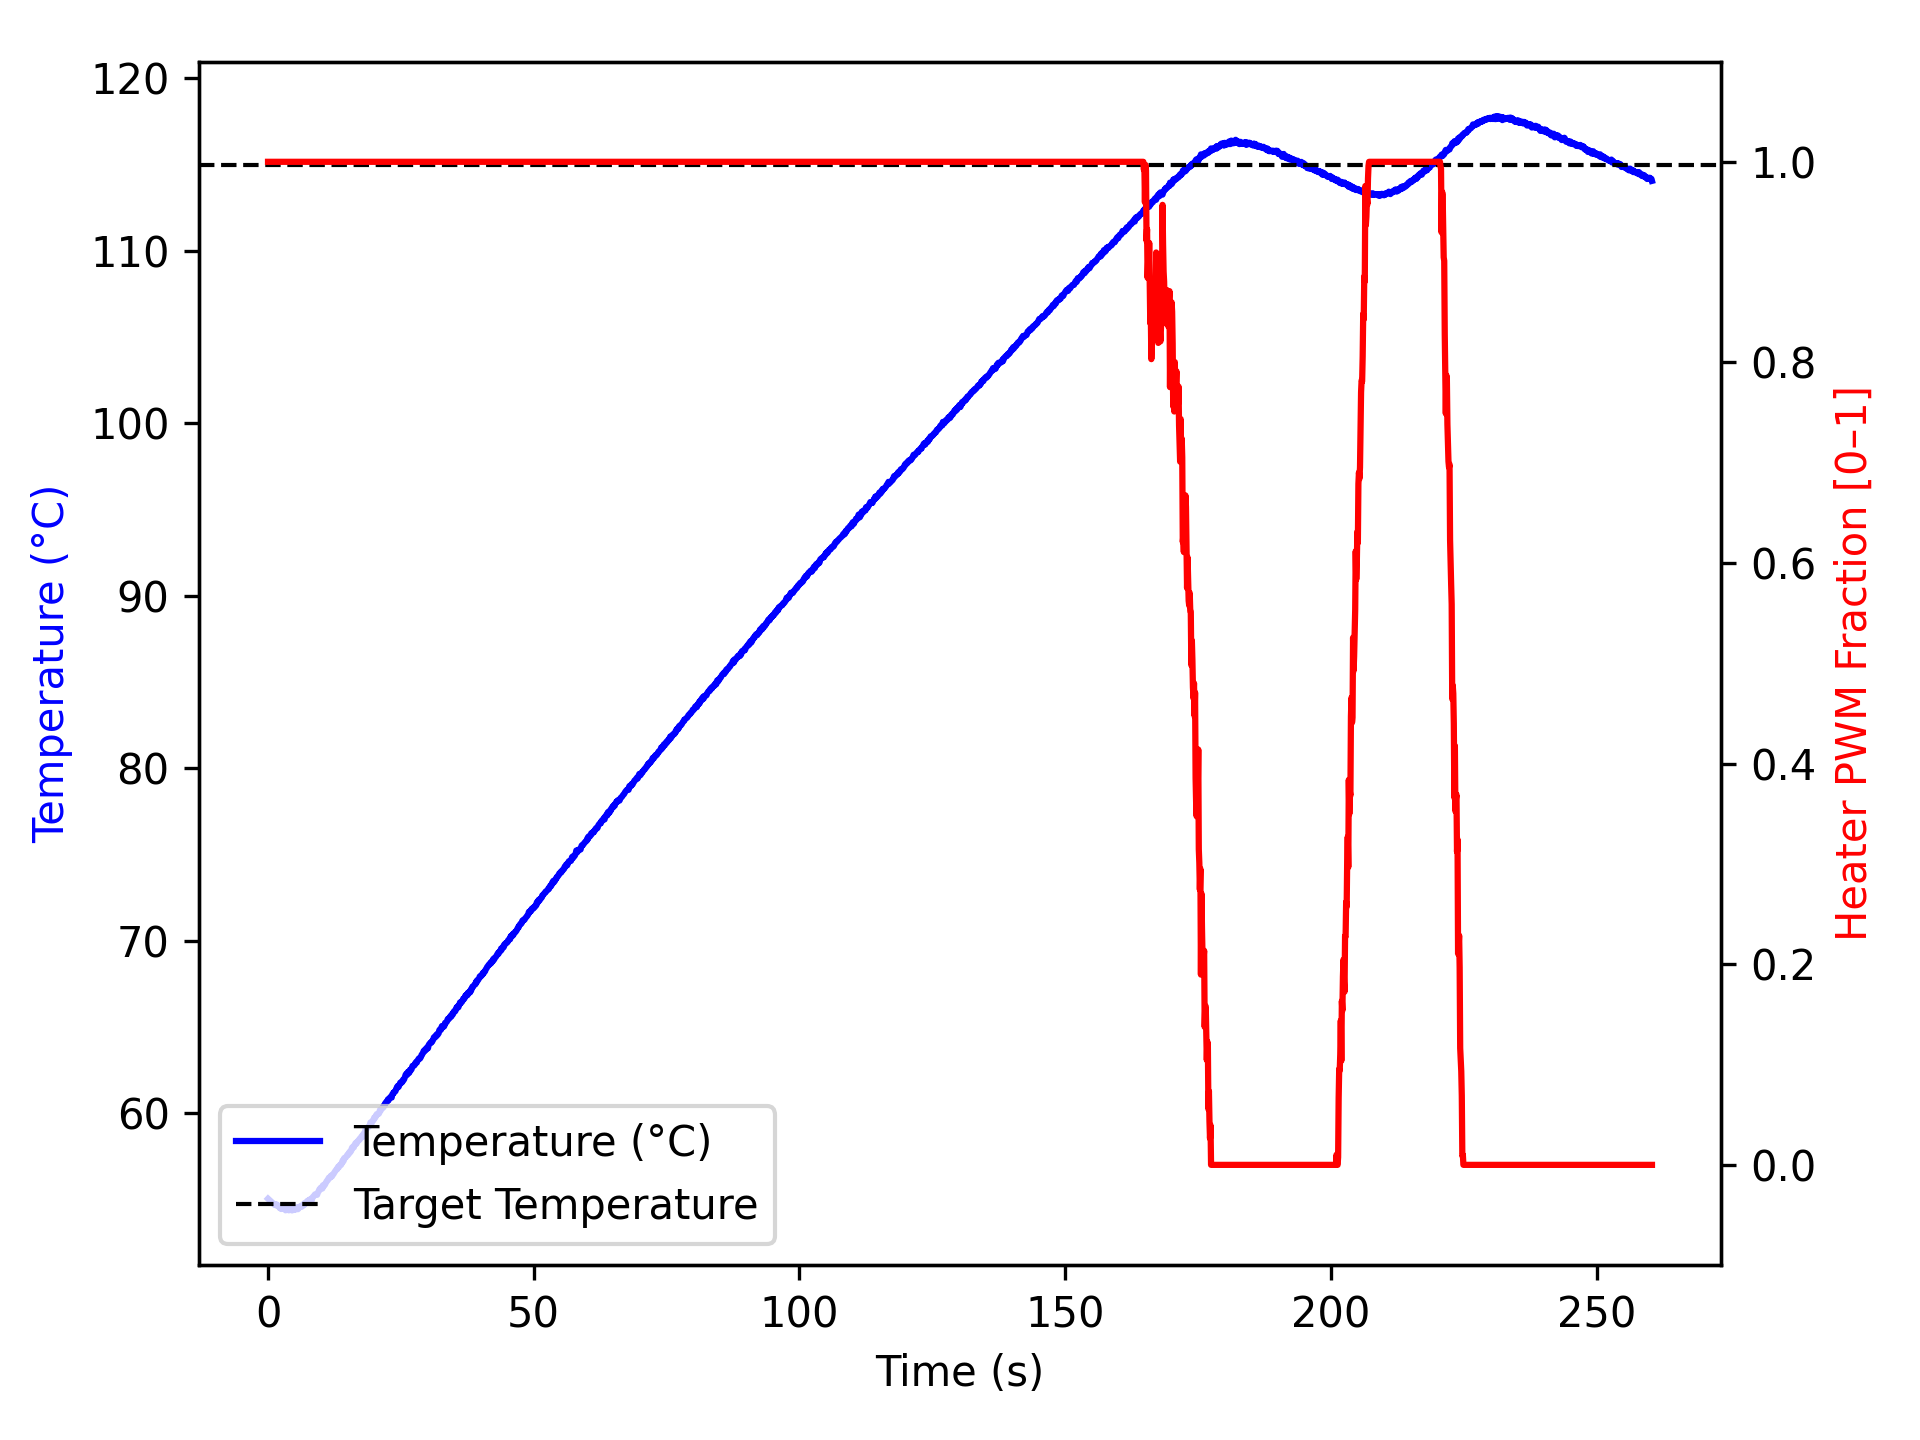 120
110
100
90
80
70
60
Temperature (°C)
1.0
0.8
0.6
0.4
0.2
0.0
Heater PWM Fraction [0–1]
Temperature (°C)
Target Temperature
0 50 100 150 200 250
Time (s)